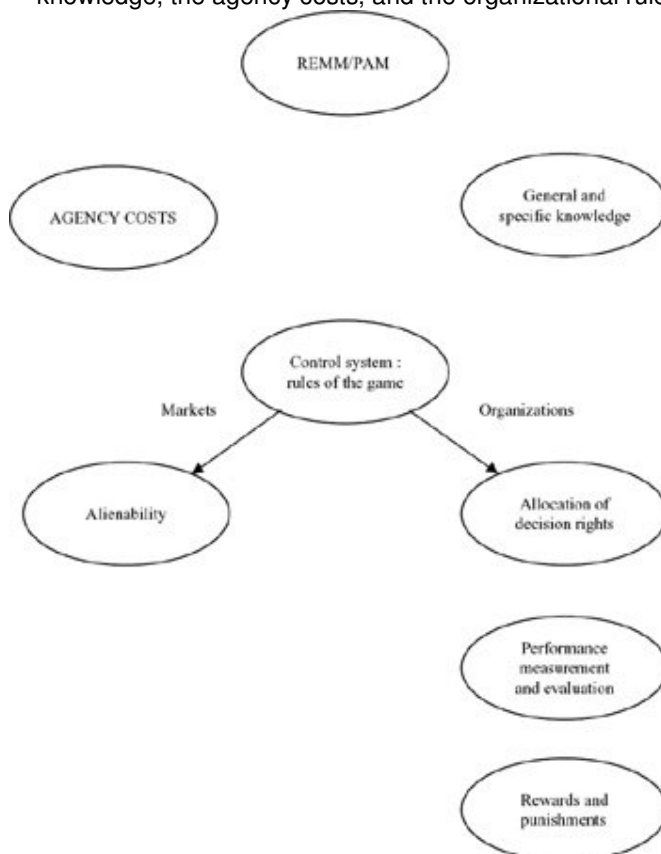 knowledge, the agency costs, and the organizational rule
REMM/PAM
AGENCY COSTS
General and
specific knowledge
Control system :
rules of the game
Markets
Organizations
Alienability
Allocation of
decision rights
Performance
measurement
and evaluation
Rewards and
punishments